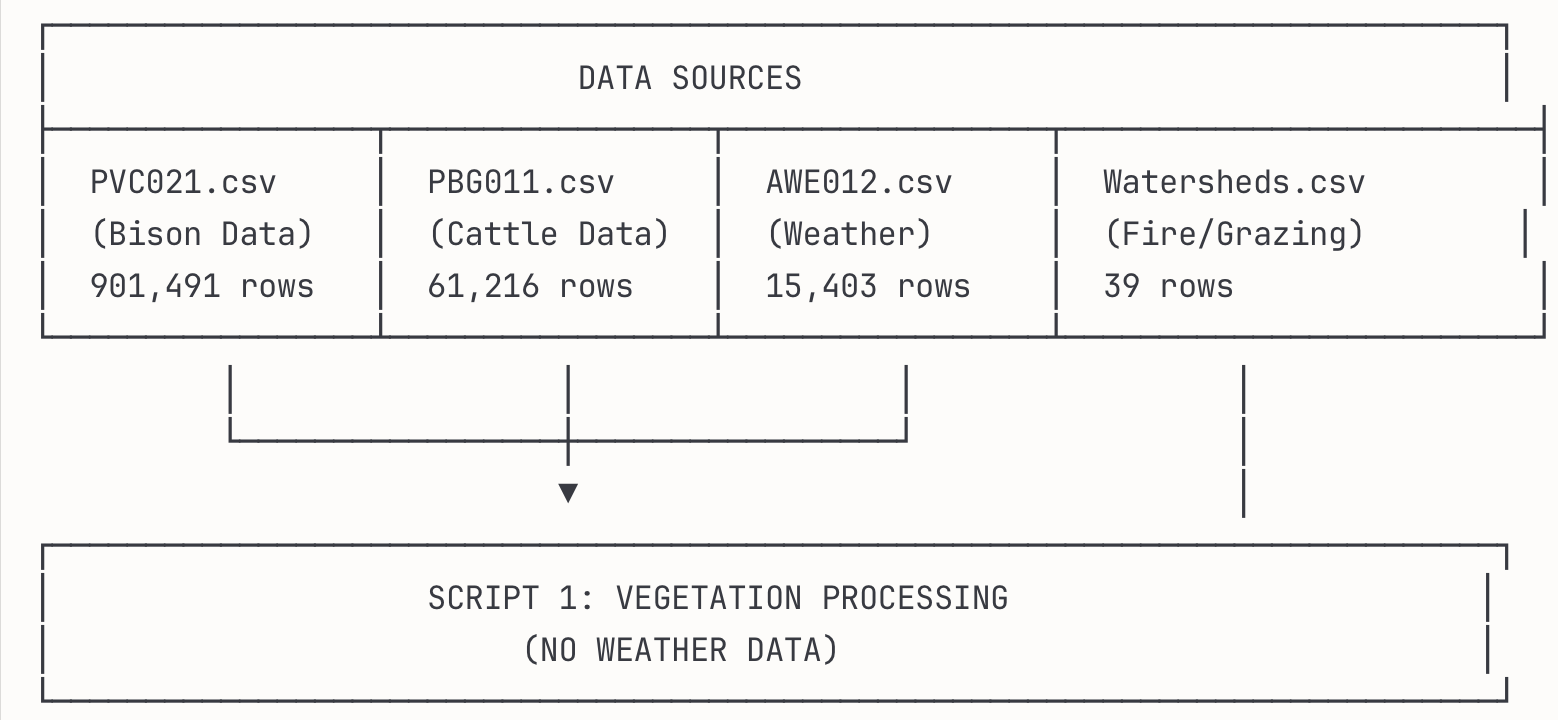 DATA SOURCES
PVC021.csv PBG011.csv AWE012.csv Watersheds.csv
(Bison Data) (Cattle Data) (Weather) (Fire/Grazing)
901,491 rows 61,216 rows 15,403 rows 39 rows
SCRIPT 1: VEGETATION PROCESSING
(NO WEATHER DATA)